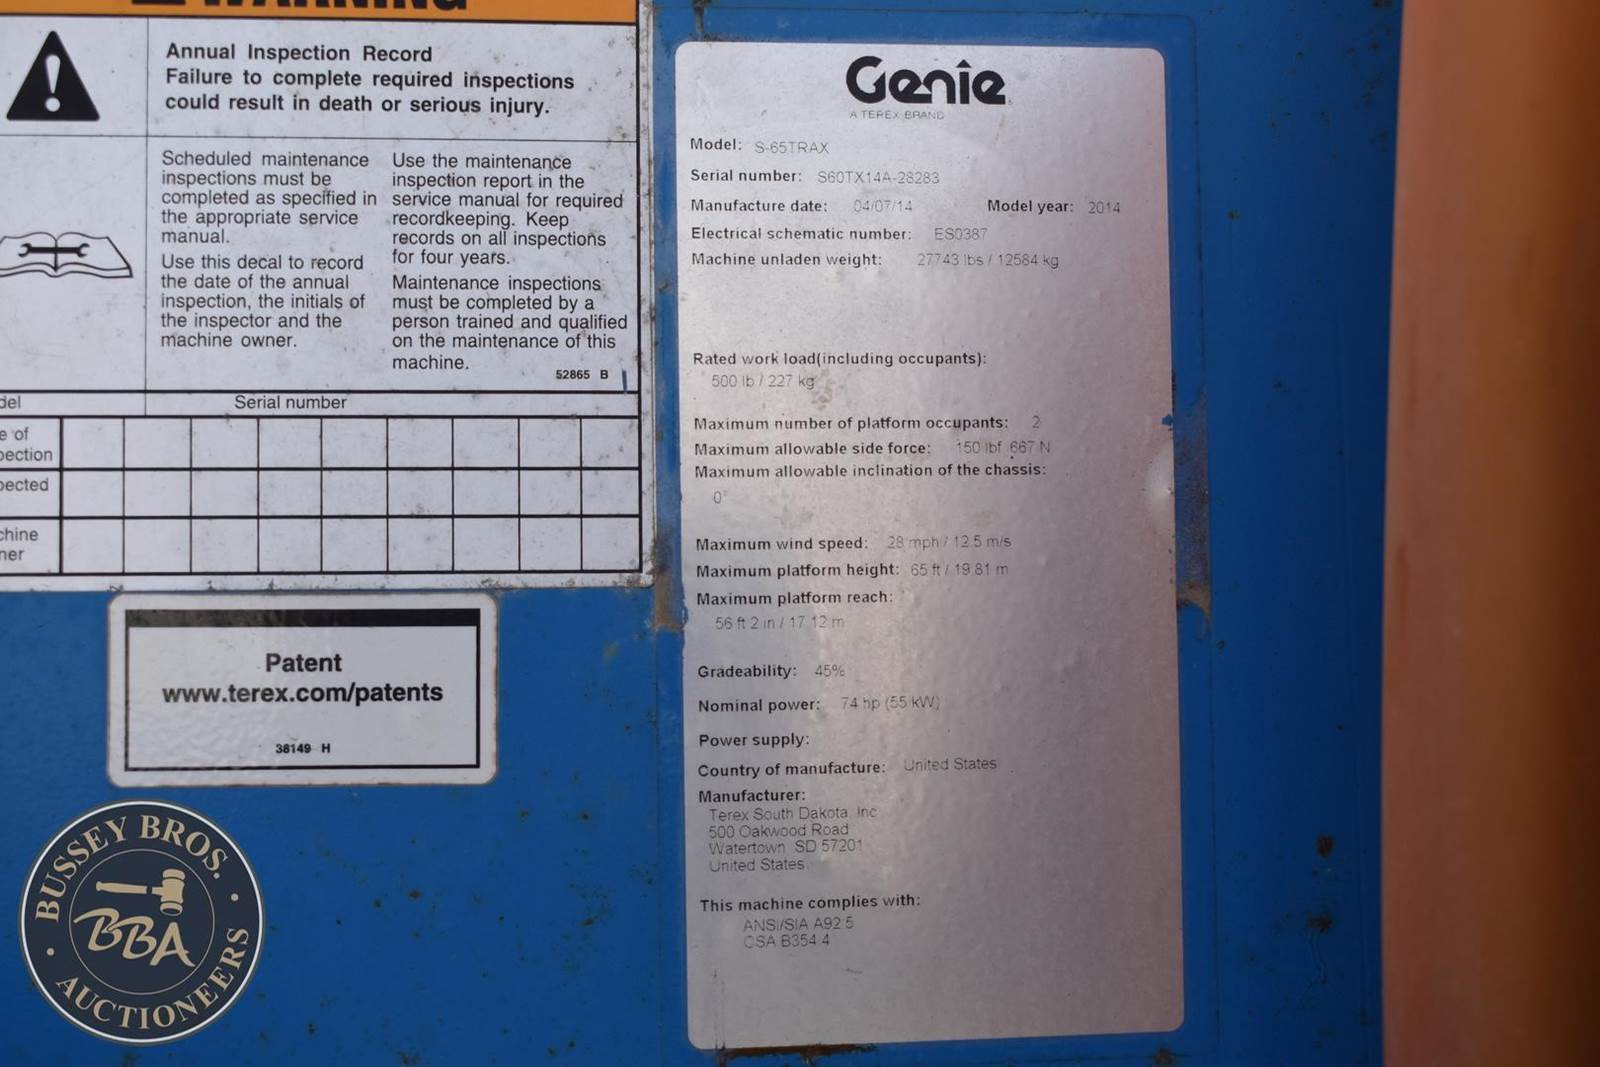 WARNING
Annual Inspection Record
Failure to complete required inspections
could result in death or serious injury.
Scheduled maintenance
inspections must be
completed as specified in
the appropriate service
manual.
Use this decal to record
the date of the annual
inspection, the initials of
the inspector and the
machine owner.
Use the maintenance
inspection report in the
service manual for required
recordkeeping. Keep
records on all inspections
for four years.
Maintenance inspections
must be completed by a
person trained and qualified
on the maintenance of this
machine.
52865 B
del
Serial number
e of
pection
pected
chine
ner
Patent
www.terex.com/patents
38149 H
BUSSEY BROS.
BBA
AUCTIONEERS
Genie
A TEREX BRAND
Model: S-65TRAX
Serial number: S60TX14A-28283
Manufacture date: 04/07/14 Model year: 2014
Electrical schematic number: ES0387
Machine unladen weight: 27743 lbs / 12584 kg
Rated work load(including occupants):
500 lb / 227 kg
Maximum number of platform occupants: 2
Maximum allowable side force: 150 lbf 667 N
Maximum allowable inclination of the chassis:
0°
Maximum wind speed: 28 mph / 12.5 m/s
Maximum platform height: 65 ft / 19.81 m
Maximum platform reach:
56 ft 2 in / 17.12 m
Gradeability: 45%
Nominal power: 74 hp (55 kW)
Power supply:
Country of manufacture: United States
Manufacturer:
Terex South Dakota, Inc
500 Oakwood Road
Watertown SD 57201
United States
This machine complies with:
ANSI/SIA A92.5
CSA B354.4